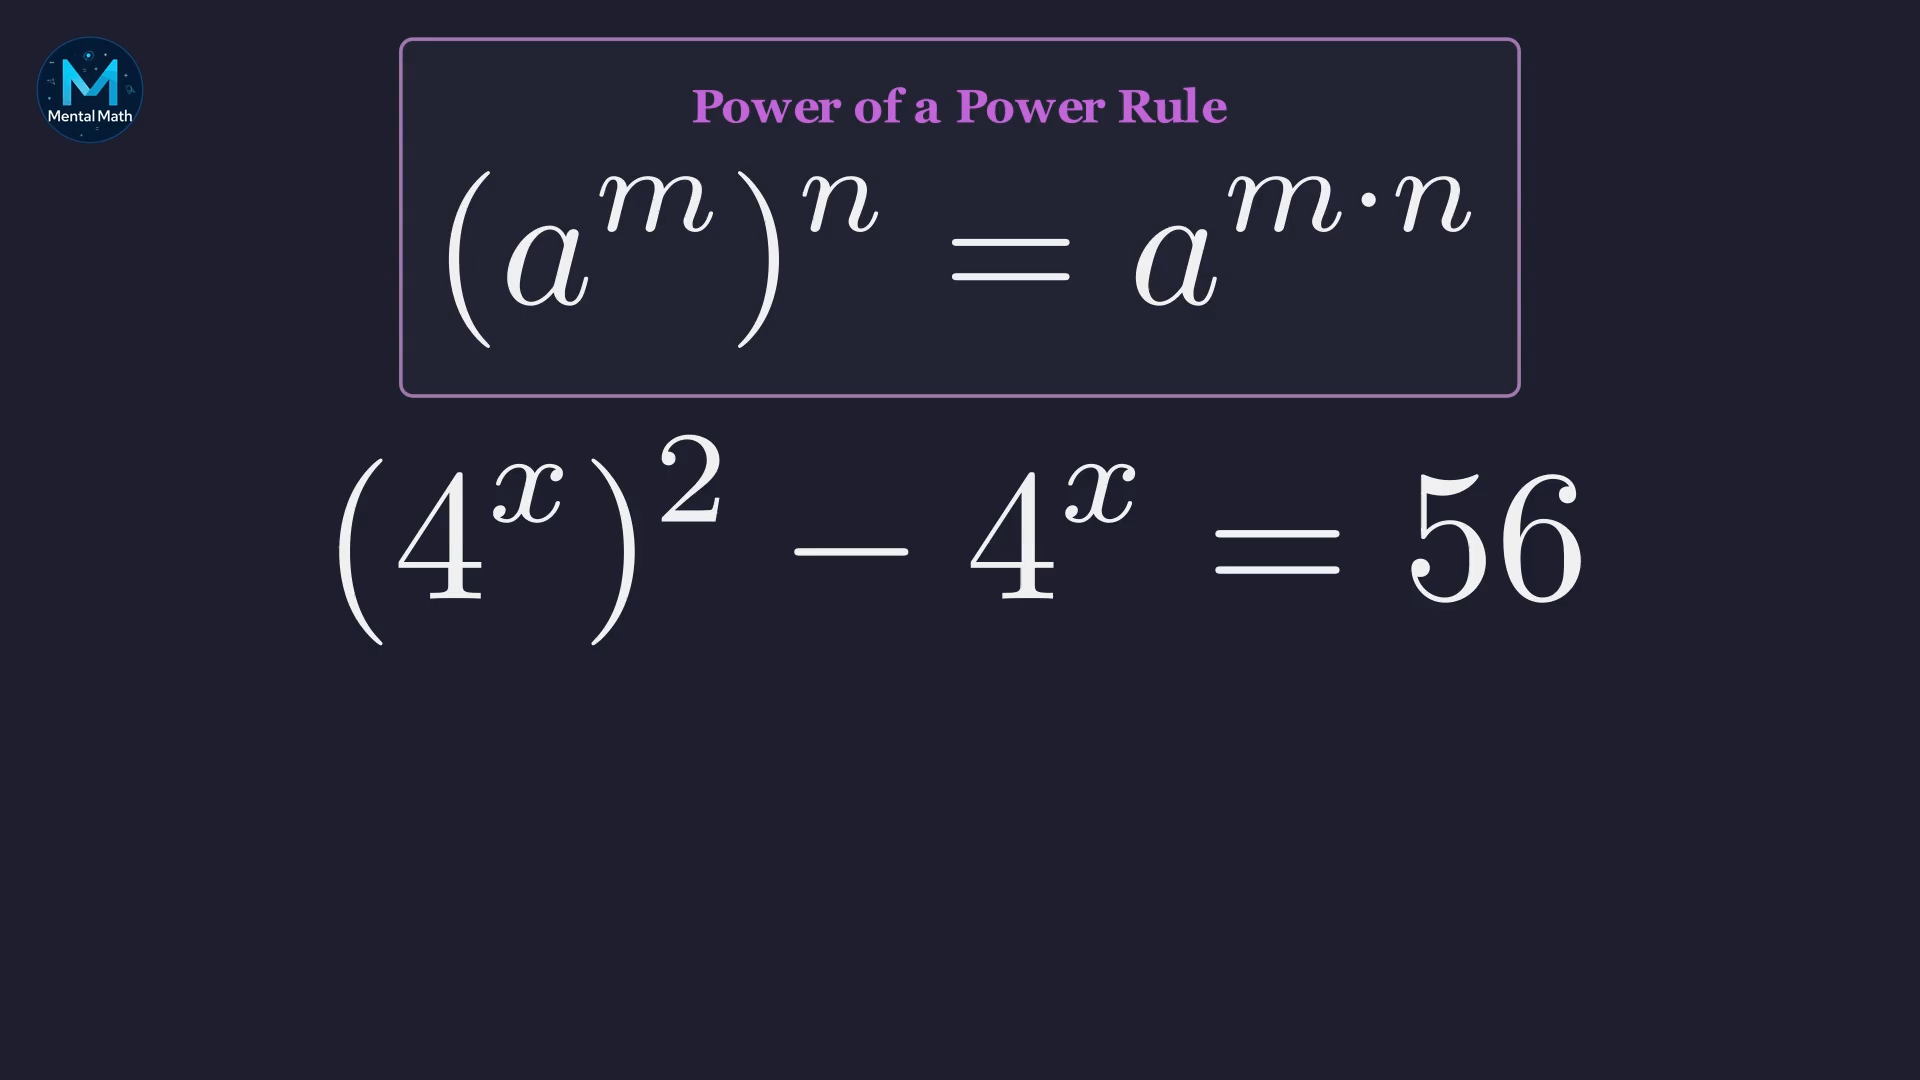 M
Mental Math
Power of a Power Rule
(a^m)^n = a^{m·n}
(4^x)^2 − 4^x = 56